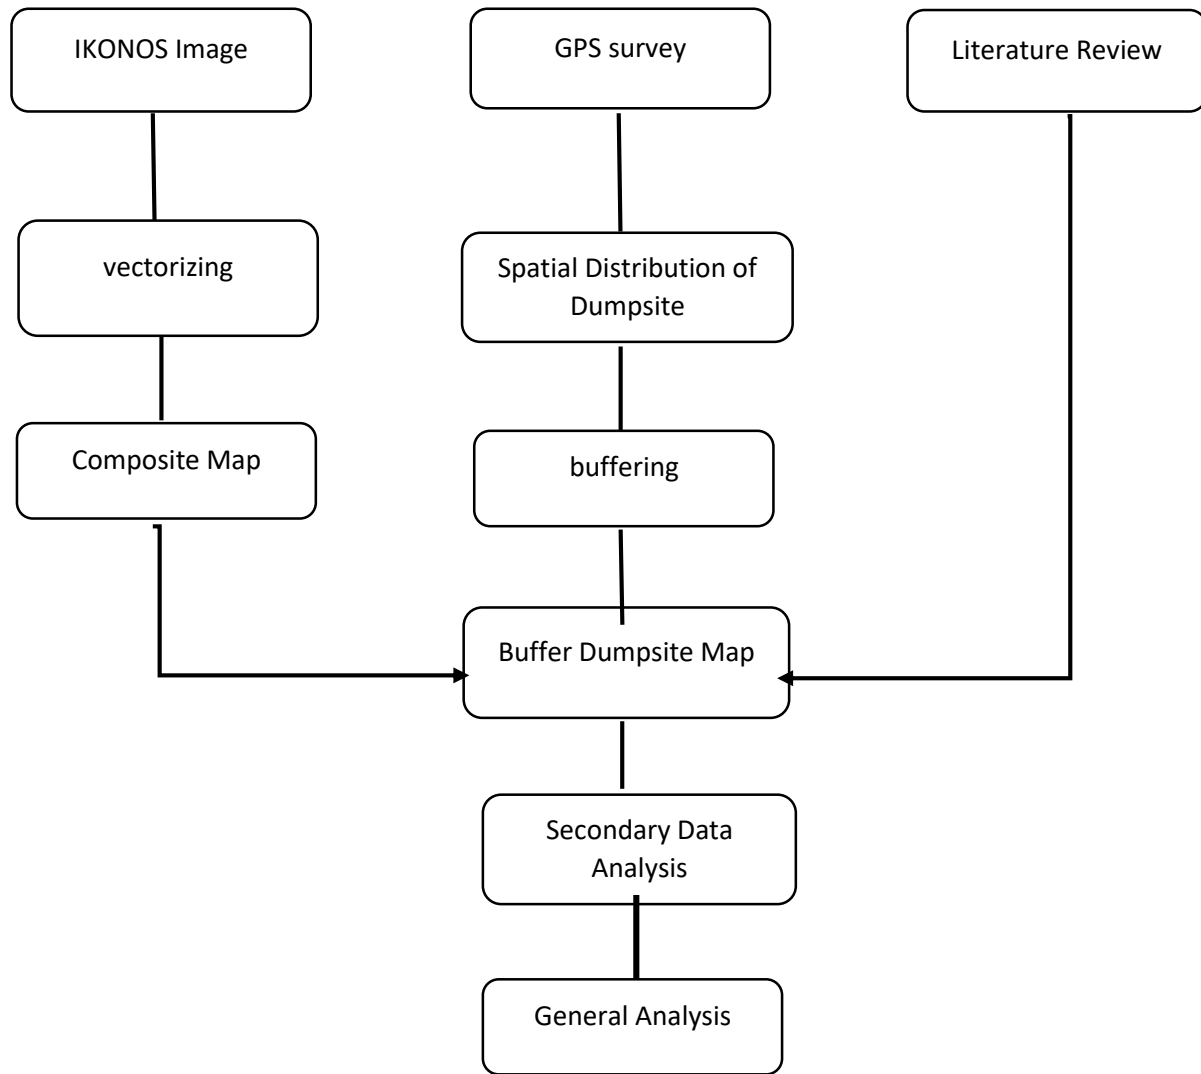 IKONOS Image
GPS survey
Literature Review
vectorizing
Spatial Distribution of
Dumpsite
Composite Map
buffering
Buffer Dumpsite Map
Secondary Data
Analysis
General Analysis